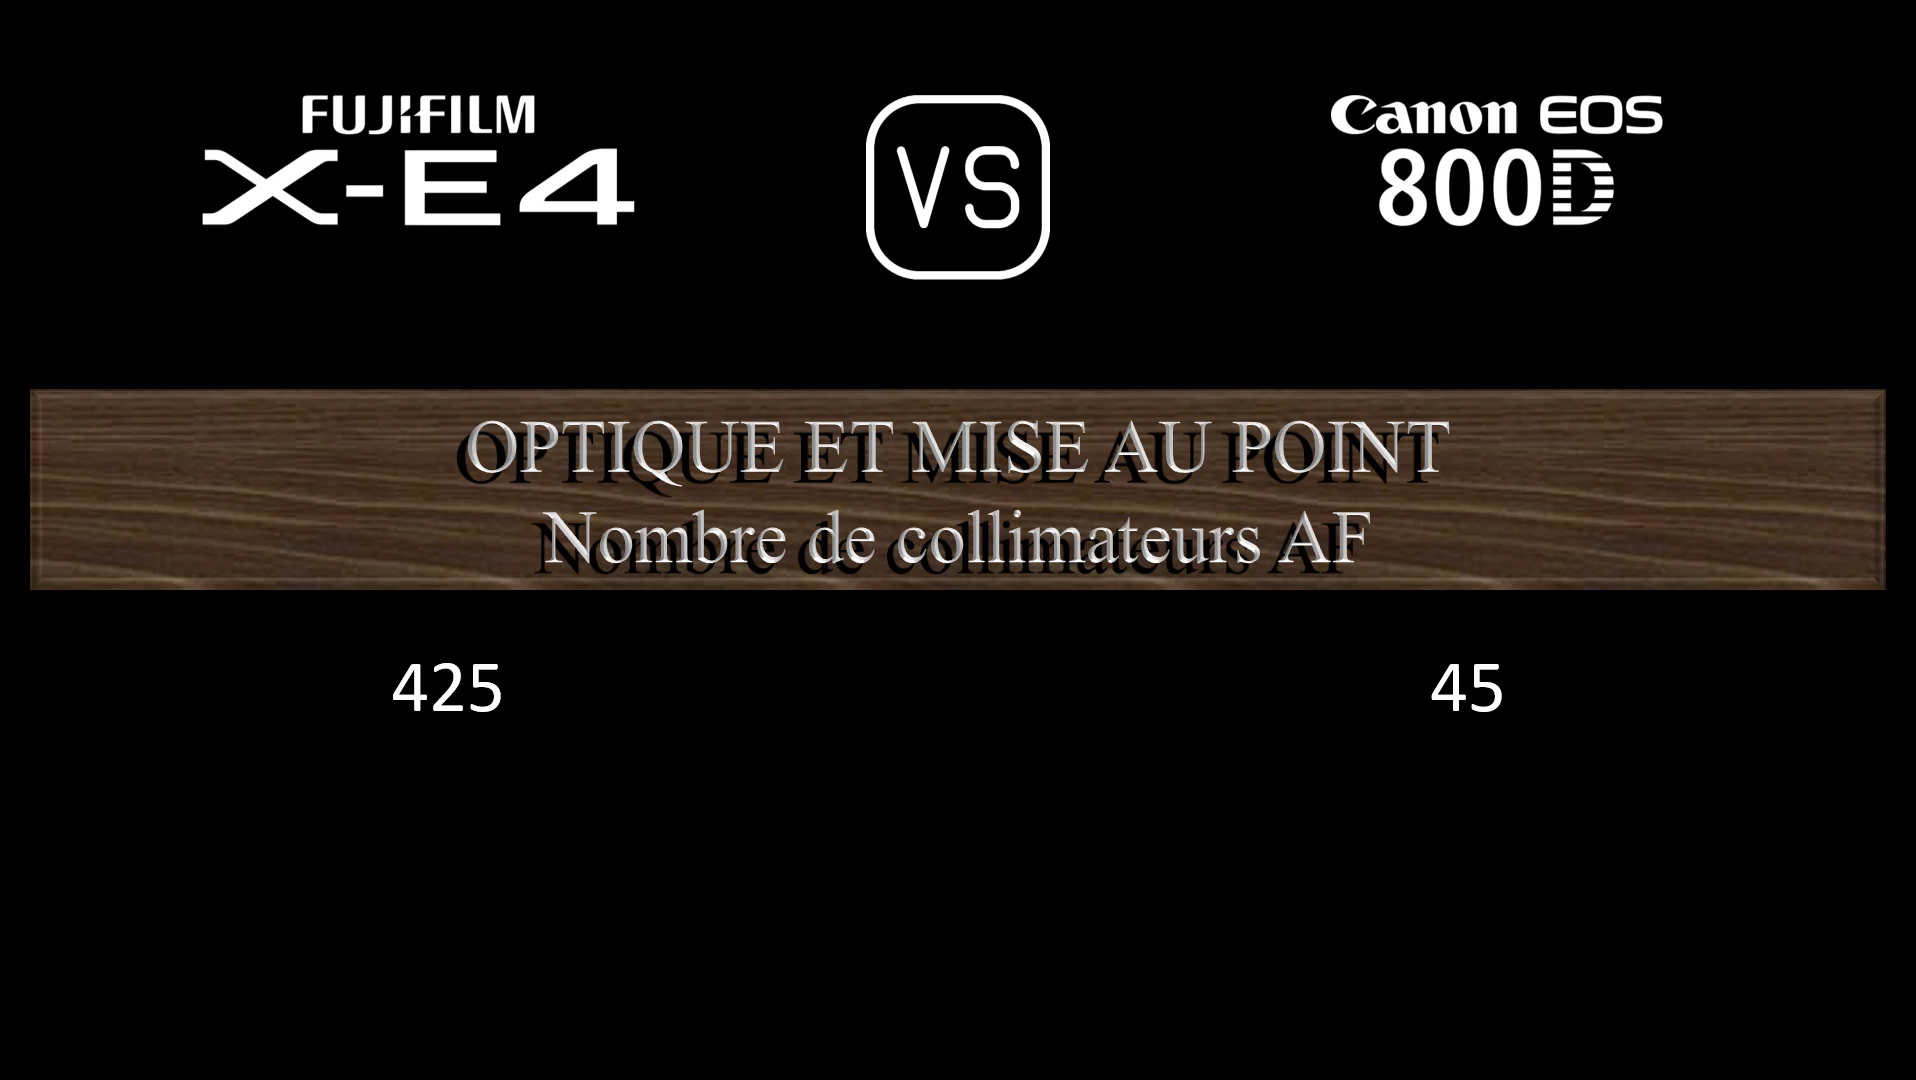 FUJIFILM
X-E4
VS
Canon EOS
800D
OPTIQUE ET MISE AU POINT
Nombre de collimateurs AF
425
45